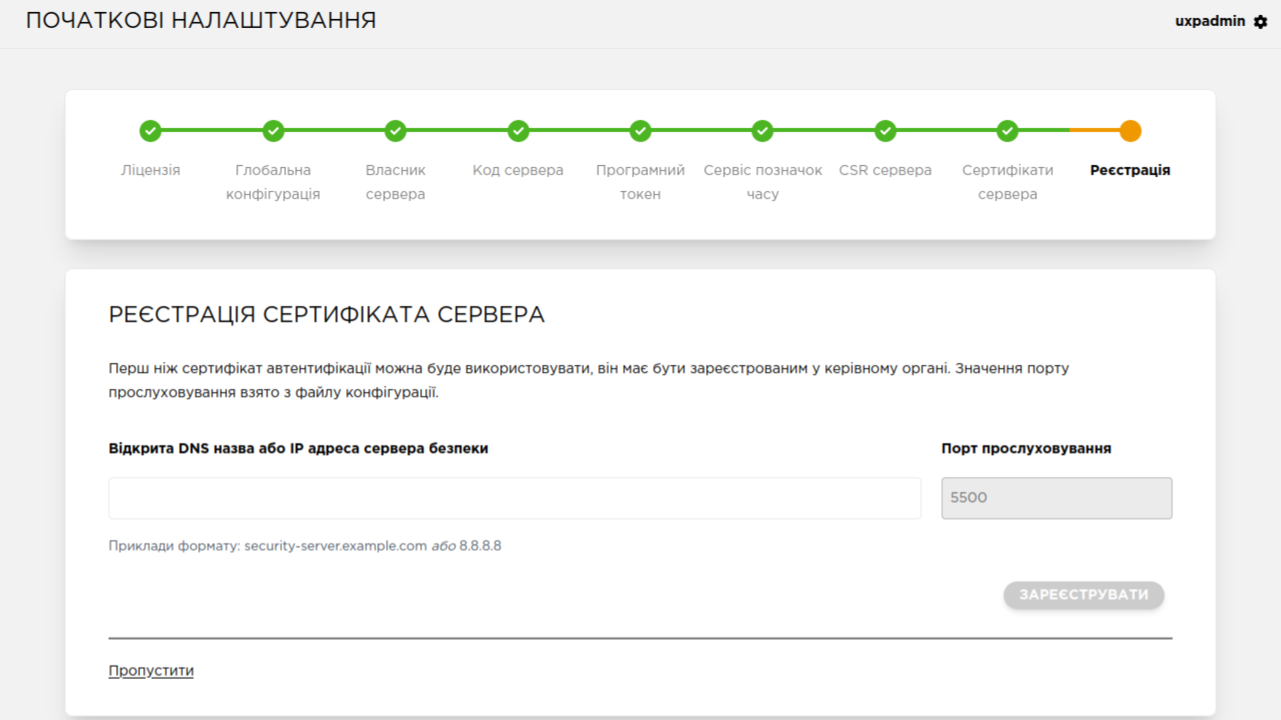 ПОЧАТКОВІ НАЛАШТУВАННЯ
uxpadmin
Ліцензія
Глобальна
конфігурація
Власник
сервера
Код сервера
Програмний
токен
Сервіс позначок
часу
CSR сервера
Сертифікати
сервера
Реєстрація
РЕЄСТРАЦІЯ СЕРТИФІКАТА СЕРВЕРА
Перш ніж сертифікат автентифікації можна буде використовувати, він має бути зареєстрованим у керівному органі. Значення порту
прослуховування взято з файлу конфігурації.
Відкрита DNS назва або IP адреса сервера безпеки
Порт прослуховування
5500
Приклади формату: security-server.example.com або 8.8.8.8
ЗАРЕЄСТРУВАТИ
Пропустити